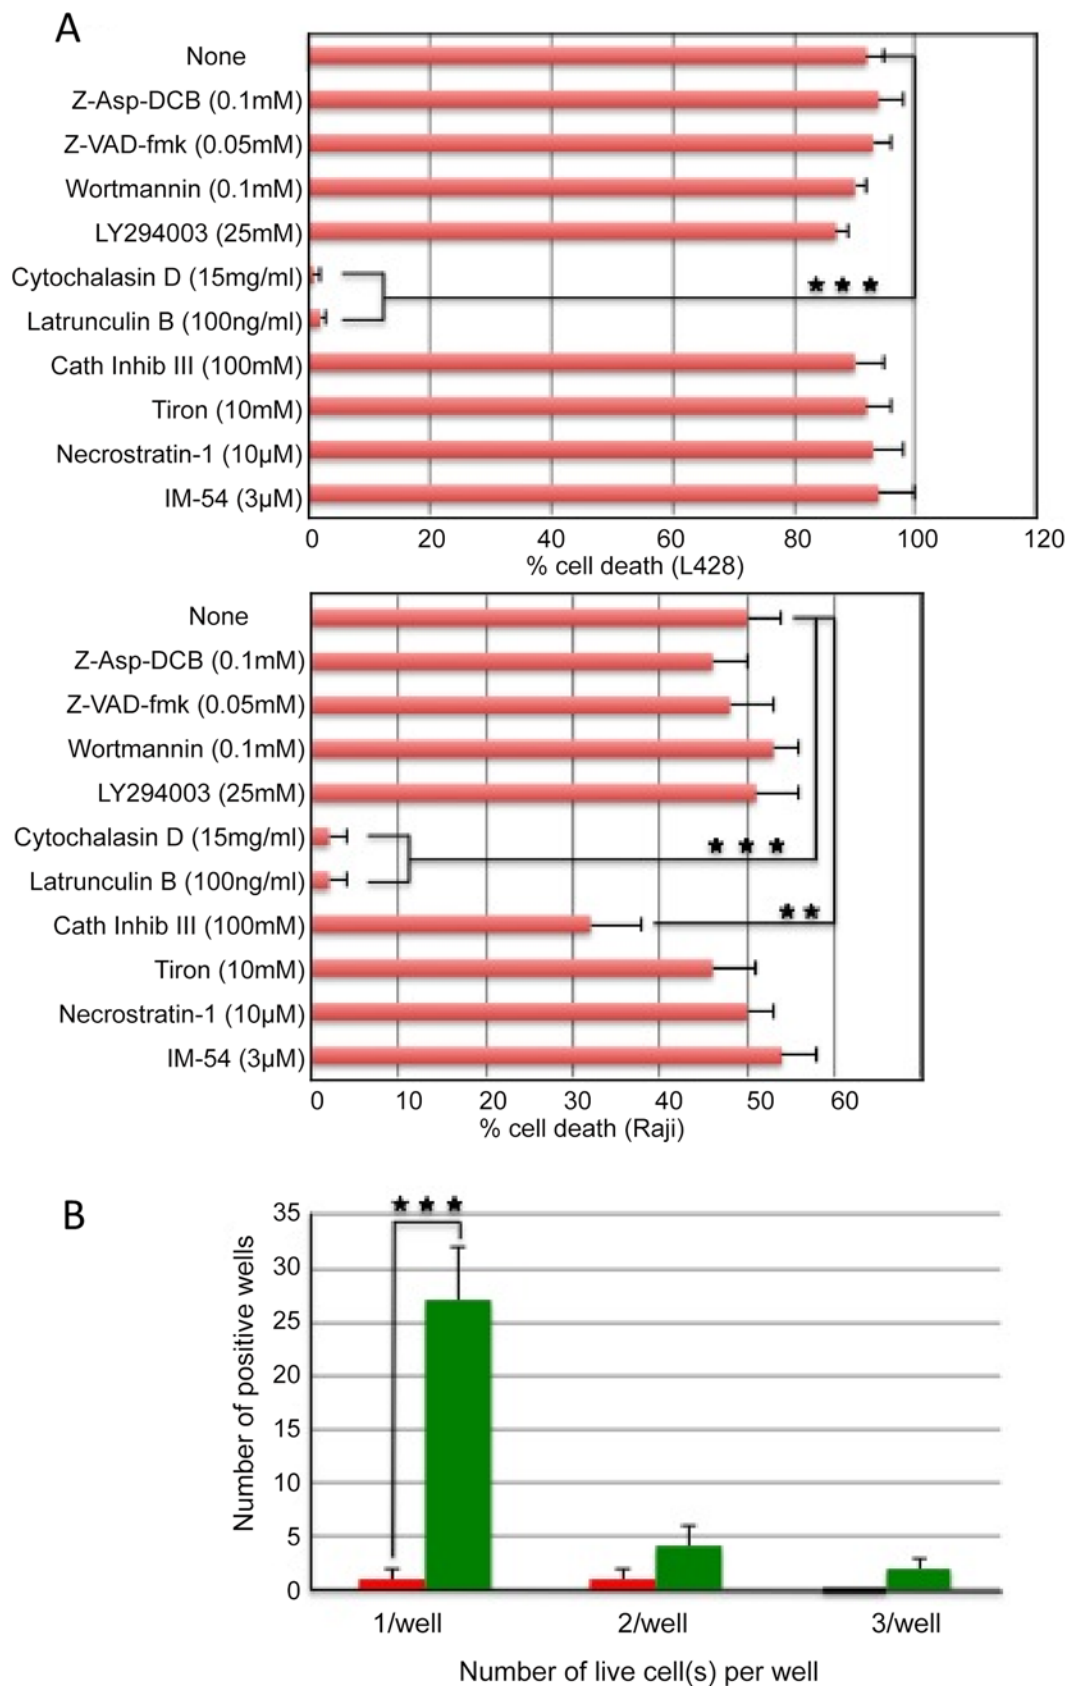 A
None
Z-Asp-DCB (0.1mM)
Z-VAD-fmk (0.05mM)
Wortmannin (0.1mM)
LY294003 (25mM)
Cytochalasin D (15mg/ml)
Latrunculin B (100ng/ml)
Cath Inhib III (100mM)
Tiron (10mM)
Necrostratin-1 (10µM)
IM-54 (3µM)
★ ★ ★
0 20 40 60 80 100 120
% cell death (L428)
None
Z-Asp-DCB (0.1mM)
Z-VAD-fmk (0.05mM)
Wortmannin (0.1mM)
LY294003 (25mM)
Cytochalasin D (15mg/ml)
Latrunculin B (100ng/ml)
Cath Inhib III (100mM)
Tiron (10mM)
Necrostratin-1 (10µM)
IM-54 (3µM)
★ ★ ★
★ ★
0 10 20 30 40 50 60
% cell death (Raji)
B
★ ★ ★
Number of positive wells
35
30
25
20
15
10
5
0
1/well 2/well 3/well
Number of live cell(s) per well